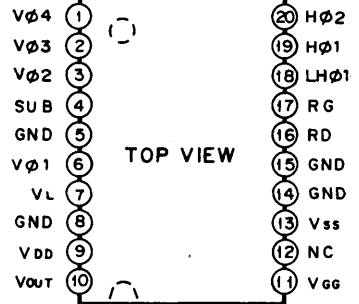 VØ4 1 20 HØ2
VØ3 2 19 HØ1
VØ2 3 18 LHØ1
SUB 4 17 RG
GND 5 16 RD
VØ1 6 TOP VIEW 15 GND
VL 7 14 GND
GND 8 13 Vss
VDD 9 12 NC
VOUT 10 11 VGG